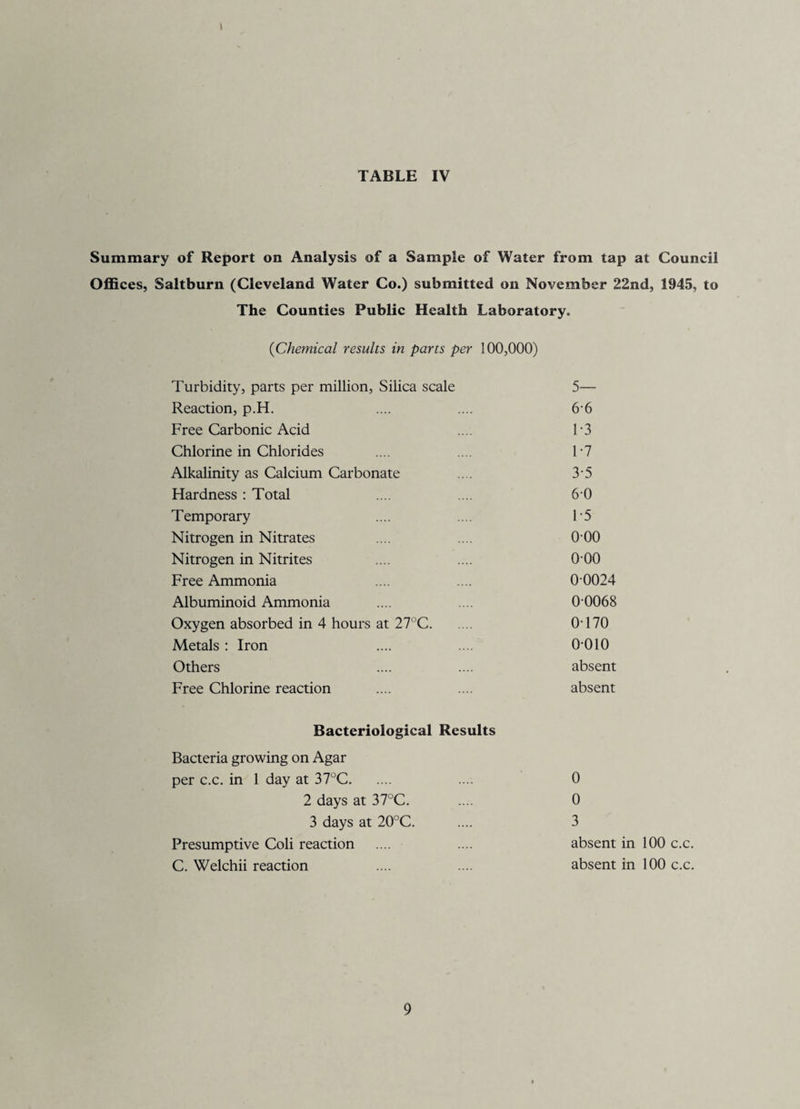 TABLE IV
Summary of Report on Analysis of a Sample of Water from tap at Council
Offices, Saltburn (Cleveland Water Co.) submitted on November 22nd, 1945, to
The Counties Public Health Laboratory.
(Chemical results in parts per 100,000)
Turbidity, parts per million, Silica scale 5—
Reaction, p.H. .... .... 6·6
Free Carbonic Acid .... 1·3
Chlorine in Chlorides .... .... 1·7
Alkalinity as Calcium Carbonate .... 3·5
Hardness : Total .... .... 6·0
Temporary .... .... 1·5
Nitrogen in Nitrates .... .... 0·00
Nitrogen in Nitrites .... .... 0·00
Free Ammonia .... .... 0·0024
Albuminoid Ammonia .... .... 0·0068
Oxygen absorbed in 4 hours at 27°C. .... 0·170
Metals : Iron .... .... 0·010
Others .... .... absent
Free Chlorine reaction .... .... absent
Bacteriological Results
Bacteria growing on Agar
per c.c. in 1 day at 37°C. .... .... 0
2 days at 37°C. .... 0
3 days at 20°C. .... 3
Presumptive Coli reaction .... .... absent in 100 c.c.
C. Welchii reaction .... .... absent in 100 c.c.
9